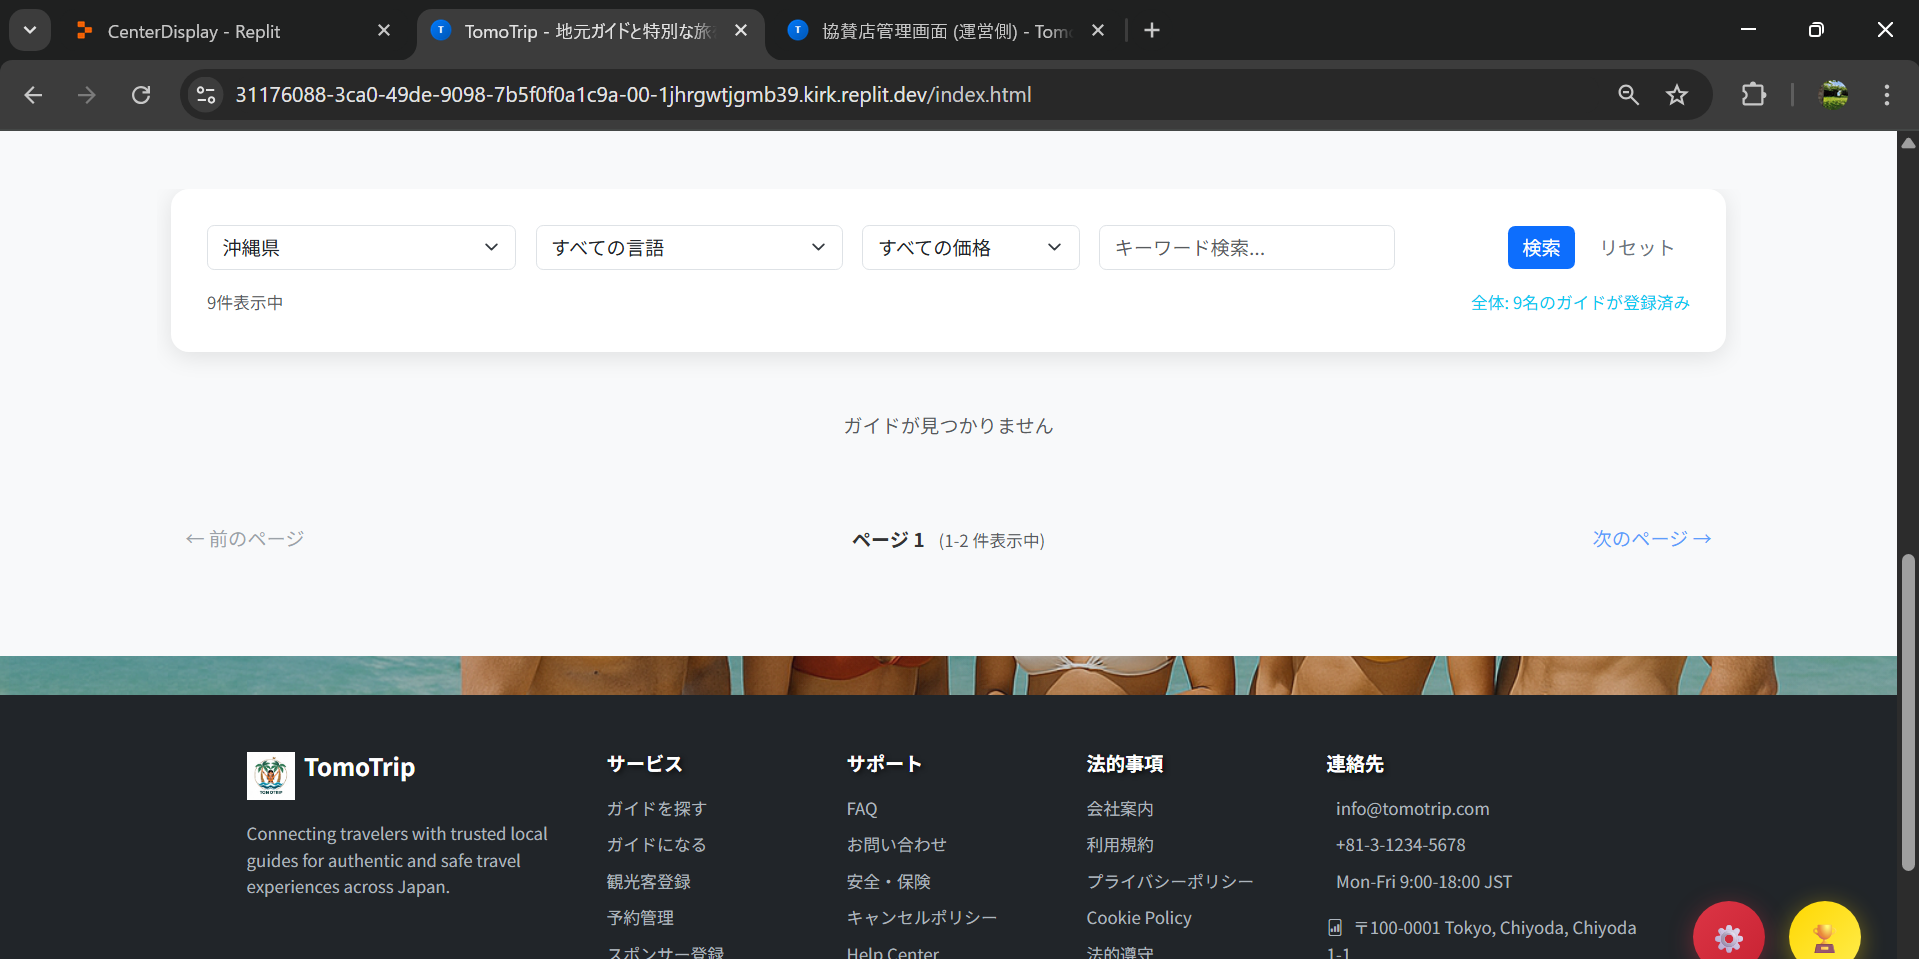 CenterDisplay - Replit
TomoTrip - 地元ガイドと特別な旅
協賛店管理画面 (運営側) - Tom
31176088-3ca0-49de-9098-7b5f0f0a1c9a-00-1jhrgwtjgmb39.kirk.replit.dev/index.html
沖縄県
すべての言語
すべての価格
キーワード検索...
検索
リセット
9件表示中
全体: 9名のガイドが登録済み
ガイドが見つかりません
← 前のページ
ページ 1 (1-2 件表示中)
次のページ →
TomoTrip
Connecting travelers with trusted local
guides for authentic and safe travel
experiences across Japan.
サービス
ガイドを探す
ガイドになる
観光客登録
予約管理
スポンサー登録
サポート
FAQ
お問い合わせ
安全・保険
キャンセルポリシー
Help Center
法的事項
会社案内
利用規約
プライバシーポリシー
Cookie Policy
法的遵守
連絡先
info@tomotrip.com
+81-3-1234-5678
Mon-Fri 9:00-18:00 JST
〒100-0001 Tokyo, Chiyoda, Chiyoda
1-1